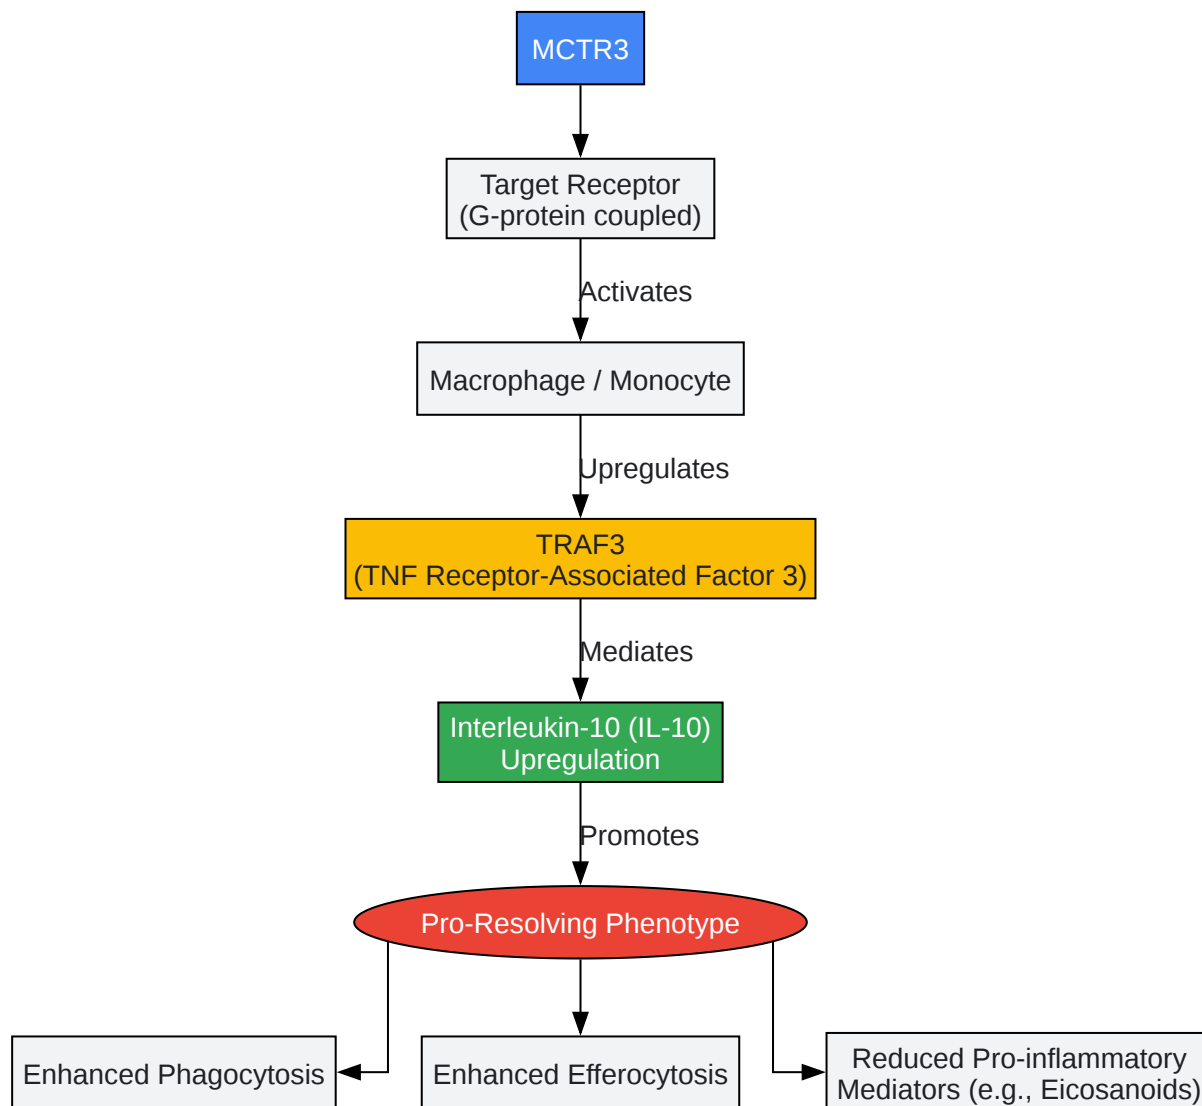 MCTR3
Target Receptor
(G-protein coupled)
Activates
Macrophage / Monocyte
Upregulates
TRAF3
(TNF Receptor-Associated Factor 3)
Mediates
Interleukin-10 (IL-10)
Upregulation
Promotes
Pro-Resolving Phenotype
Enhanced Phagocytosis
Enhanced Efferocytosis
Reduced Pro-inflammatory
Mediators (e.g., Eicosanoids)